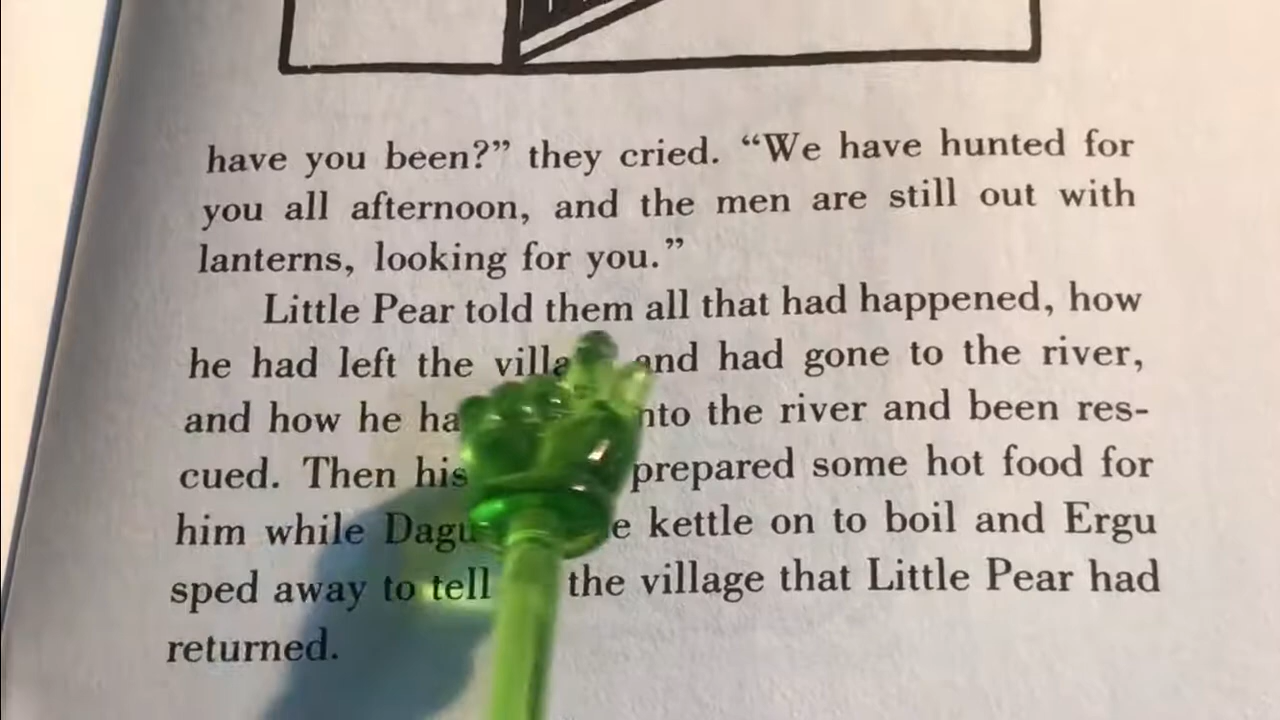 have you been?” they cried. “We have hunted for
you all afternoon, and the men are still out with
lanterns, looking for you.”
Little Pear told them all that had happened, how
he had left the and had gone to the river,
and how he the river and been res-
cued. Then his prepared some hot food for
him while kettle on to boil and Ergu
sped away to tell the village that Little Pear had
returned.